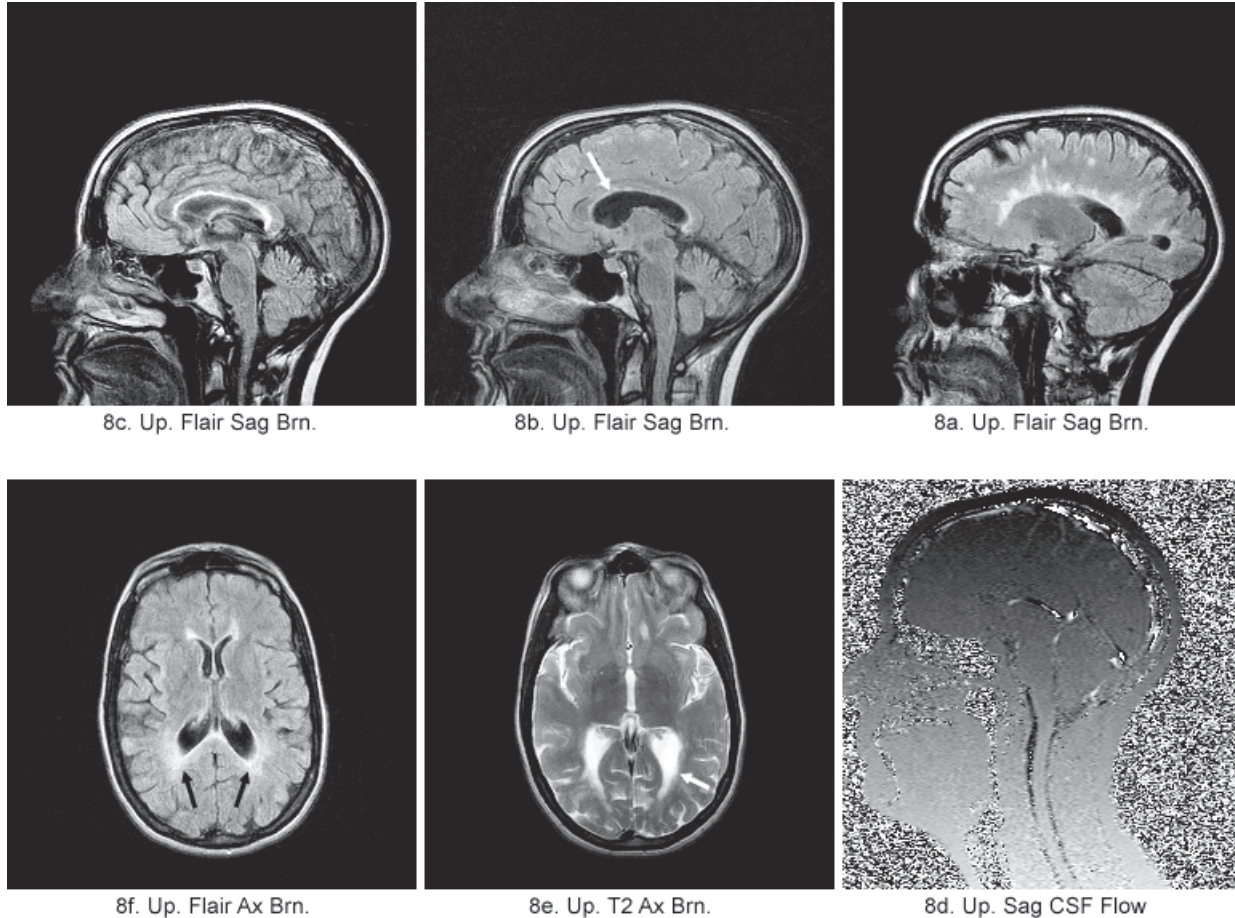 8c. Up. Flair Sag Brn.
8b. Up. Flair Sag Brn.
8a. Up. Flair Sag Brn.
8f. Up. Flair Ax Brn.
8e. Up. T2 Ax Brn.
8d. Up. Sag CSF Flow